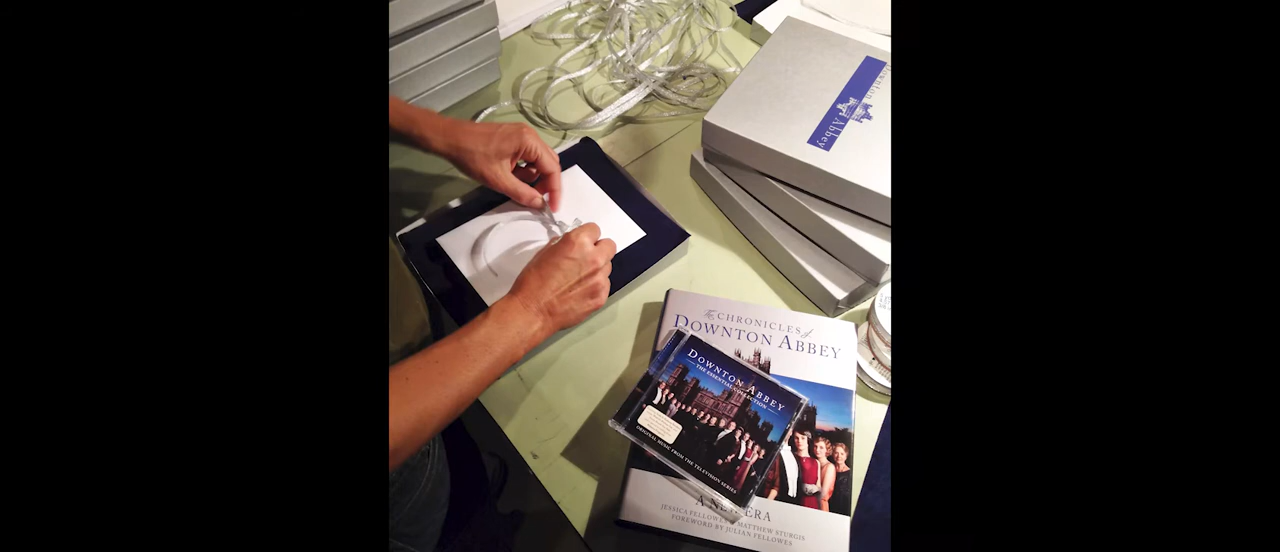 Downton Abbey
The CHRONICLES of
DOWNTON ABBEY
DOWNTON ABBEY
THE ESSENTIAL COLLECTION
ORIGINAL MUSIC FROM THE TELEVISION SERIES
ERA
JESSICA FELLOWES
MATTHEW STURGIS
FOREWORD BY JULIAN FELLOWES